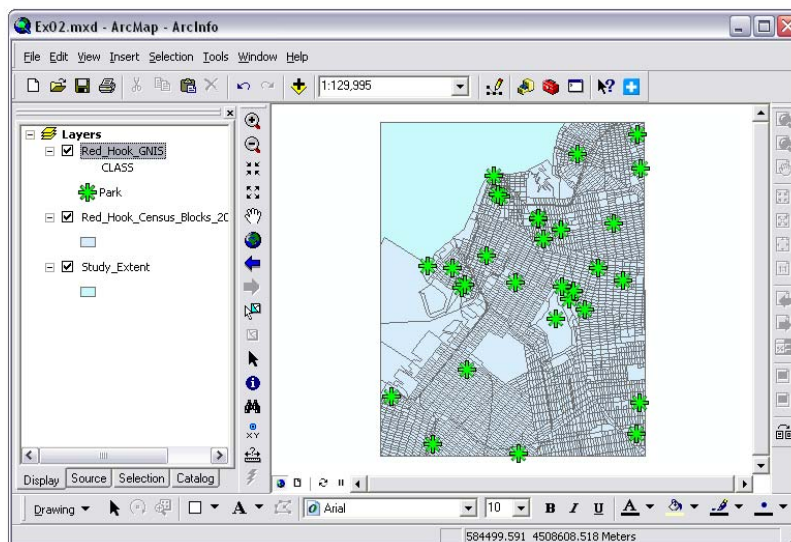 Ex02.mxd - ArcMap - ArcInfo
File Edit View Insert Selection Tools Window Help
1:129,995
Layers
Red_Hook_GNIS
CLASS
Park
Red_Hook_Census_Blocks_20
Study_Extent
Display Source Selection Catalog
Drawing A Arial 10 B I U A
584499.591 4508608.518 Meters